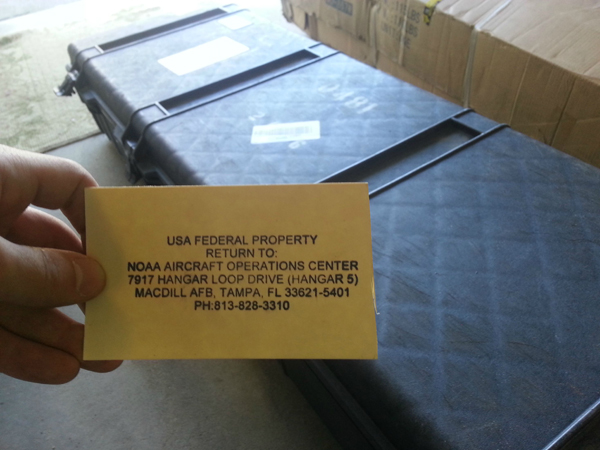 USA FEDERAL PROPERTY
RETURN TO:
NOAA AIRCRAFT OPERATIONS CENTER
7917 HANGAR LOOP DRIVE (HANGAR 5)
MACDILL AFB, TAMPA, FL 33621-5401
PH:813-828-3310